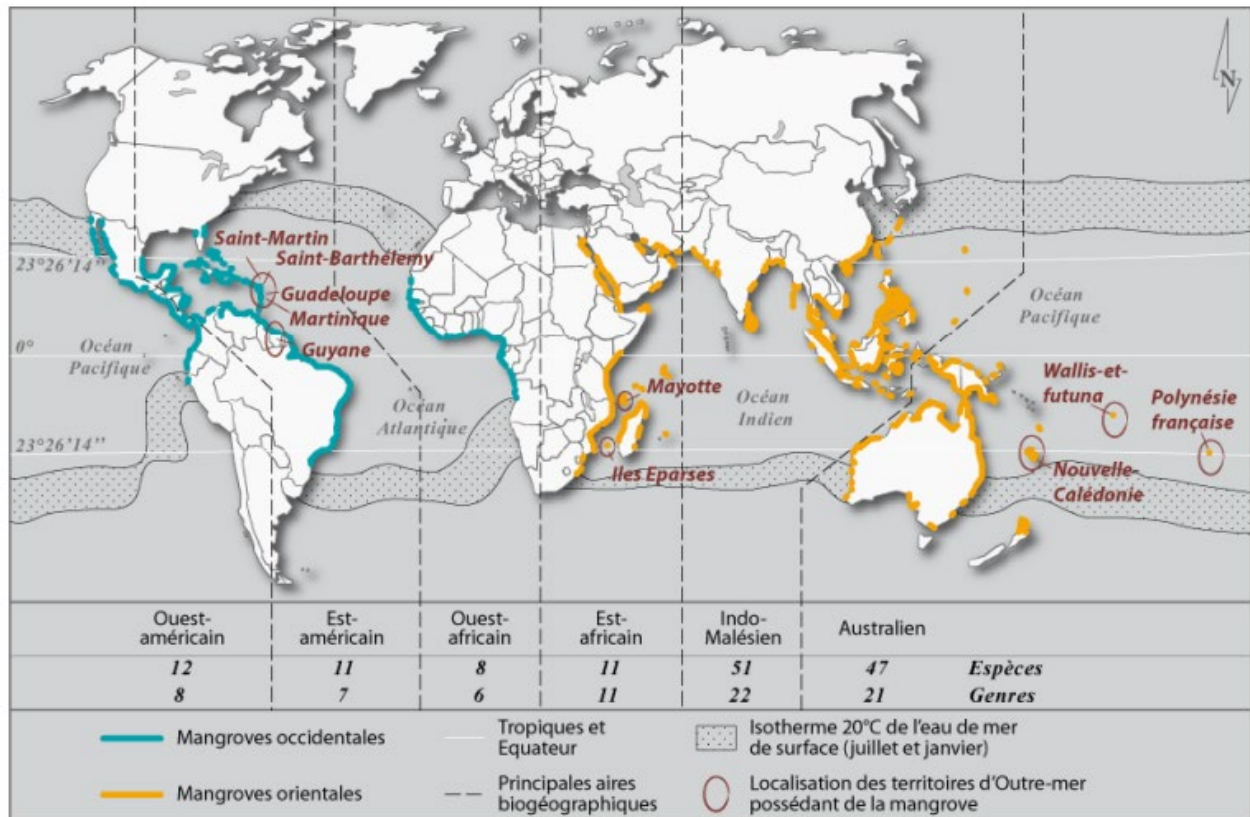 N
Saint-Martin
Saint-Barthélemy
23°26'14''
Guadeloupe
Martinique
Océan
Pacifique
0°
Océan
Pacifique
Guyane
Mayotte
Wallis-et-
futuna
Polynésie
française
Océan
Atlantique
Océan
Indien
23°26'14''
Iles Eparses
Nouvelle-
Calédonie
Ouest-
américain
Est-
américain
Ouest-
africain
Est-
africain
Indo-
Malésien
Australien
12 11 8 11 51 47 Espèces
8 7 6 11 22 21 Genres
Mangroves occidentales
Tropiques et
Equateur
Isotherme 20°C de l'eau de mer
de surface (juillet et janvier)
Mangroves orientales
Principales aires
biogéographiques
Localisation des territoires d'Outre-mer
possédant de la mangrove